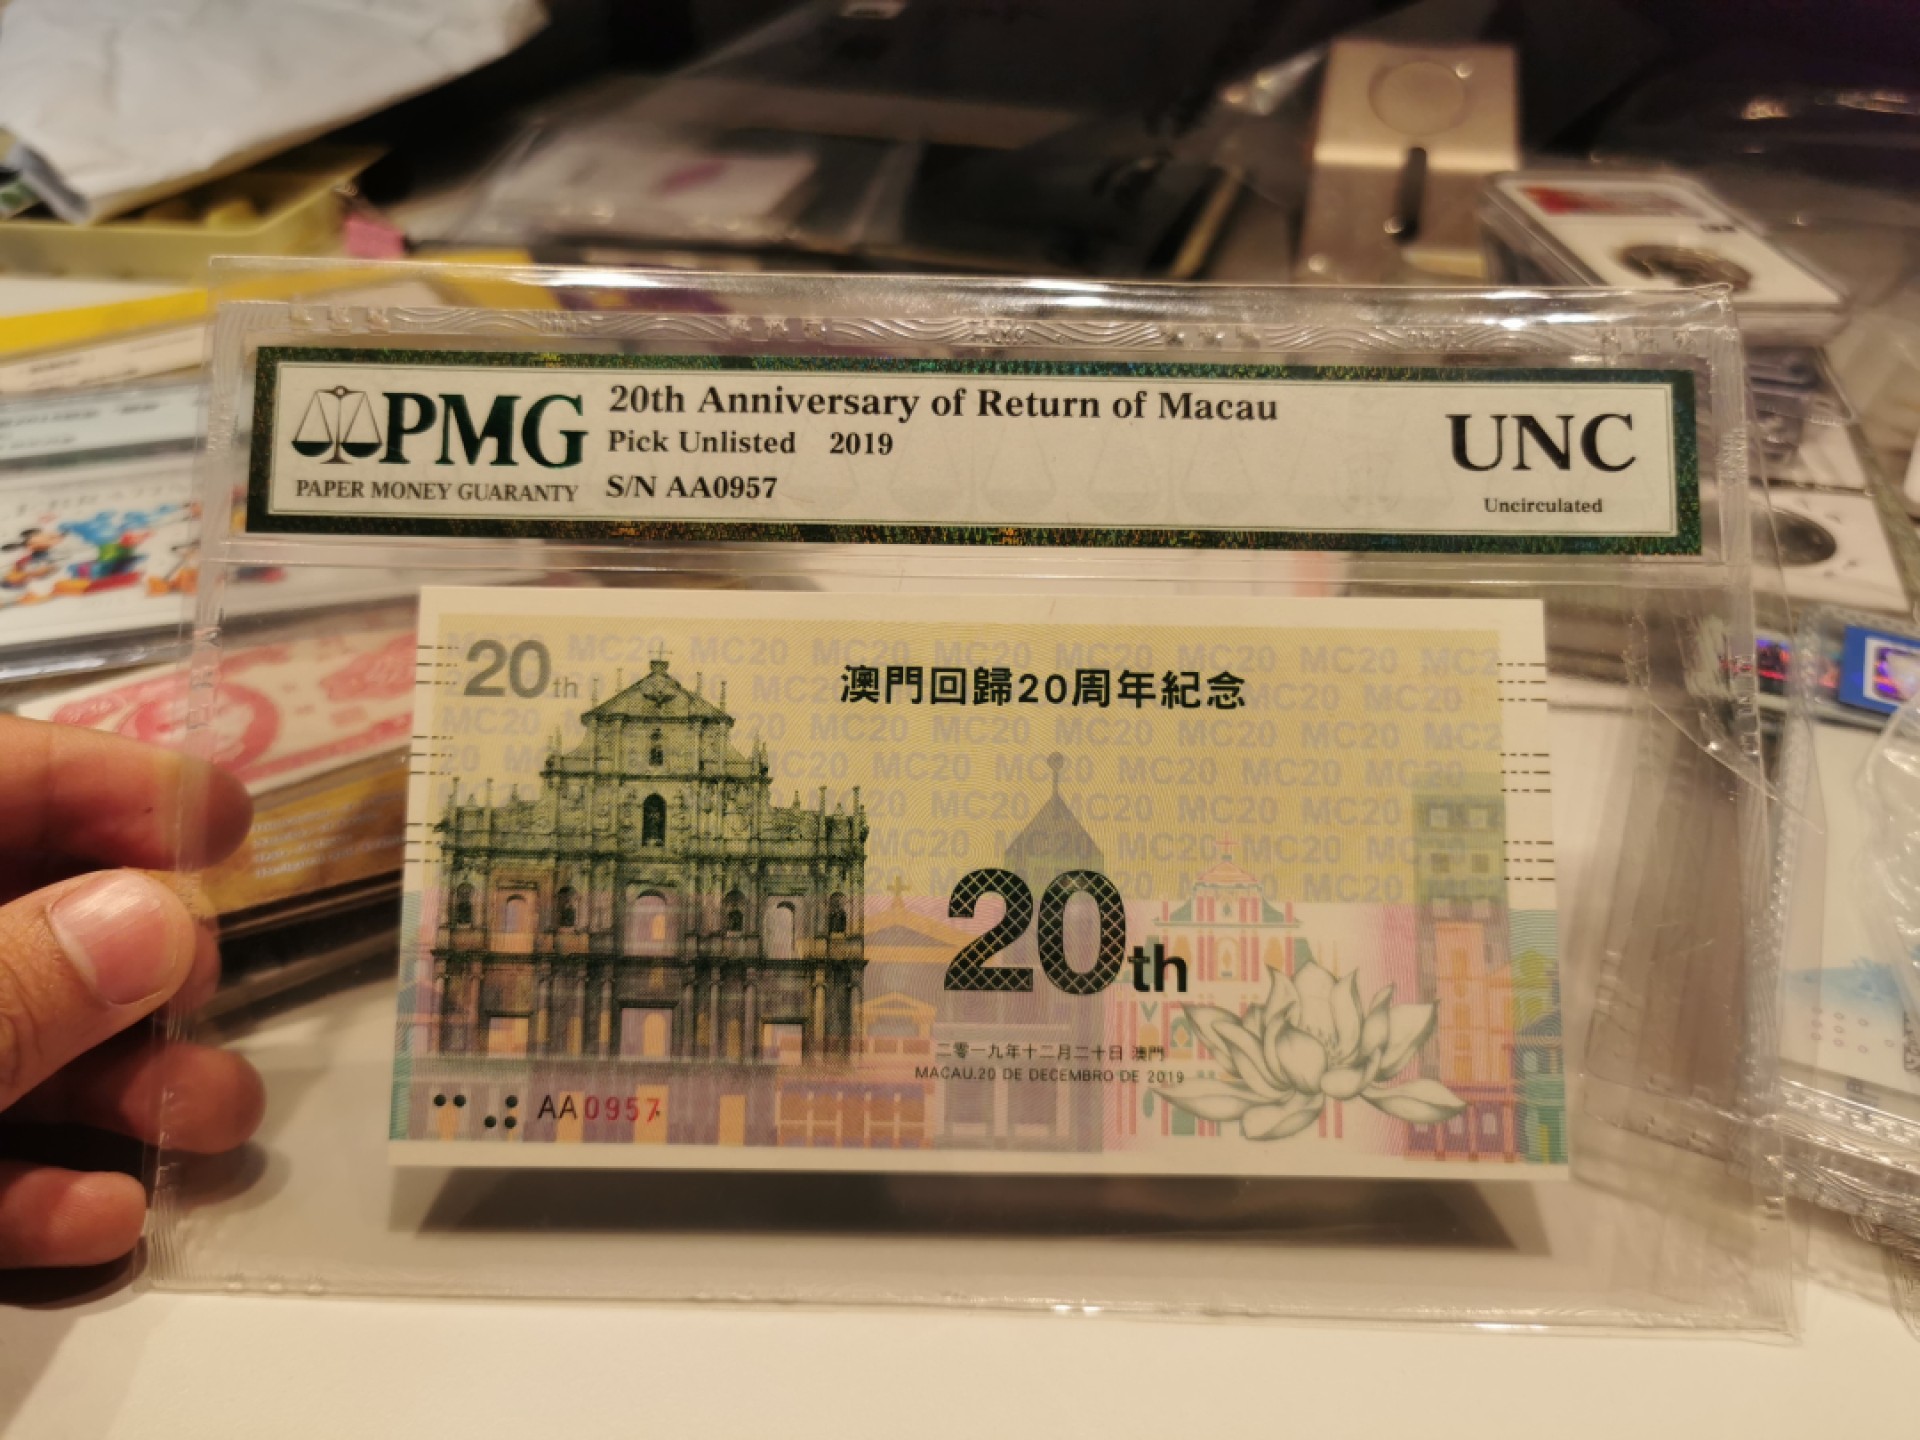 PMG
PAPER MONEY GUARANTY
20th Anniversary of Return of Macau
Pick Unlisted 2019
S/N AA0957
UNC
Uncirculated
20th
澳門回歸20周年紀念
MC20 MC20 MC20 MC20 MC20 MC20 MC20
20th
二零一九年十二月二十日 澳門
MACAU.20 DE DECEMBRO DE 2019
AA0957